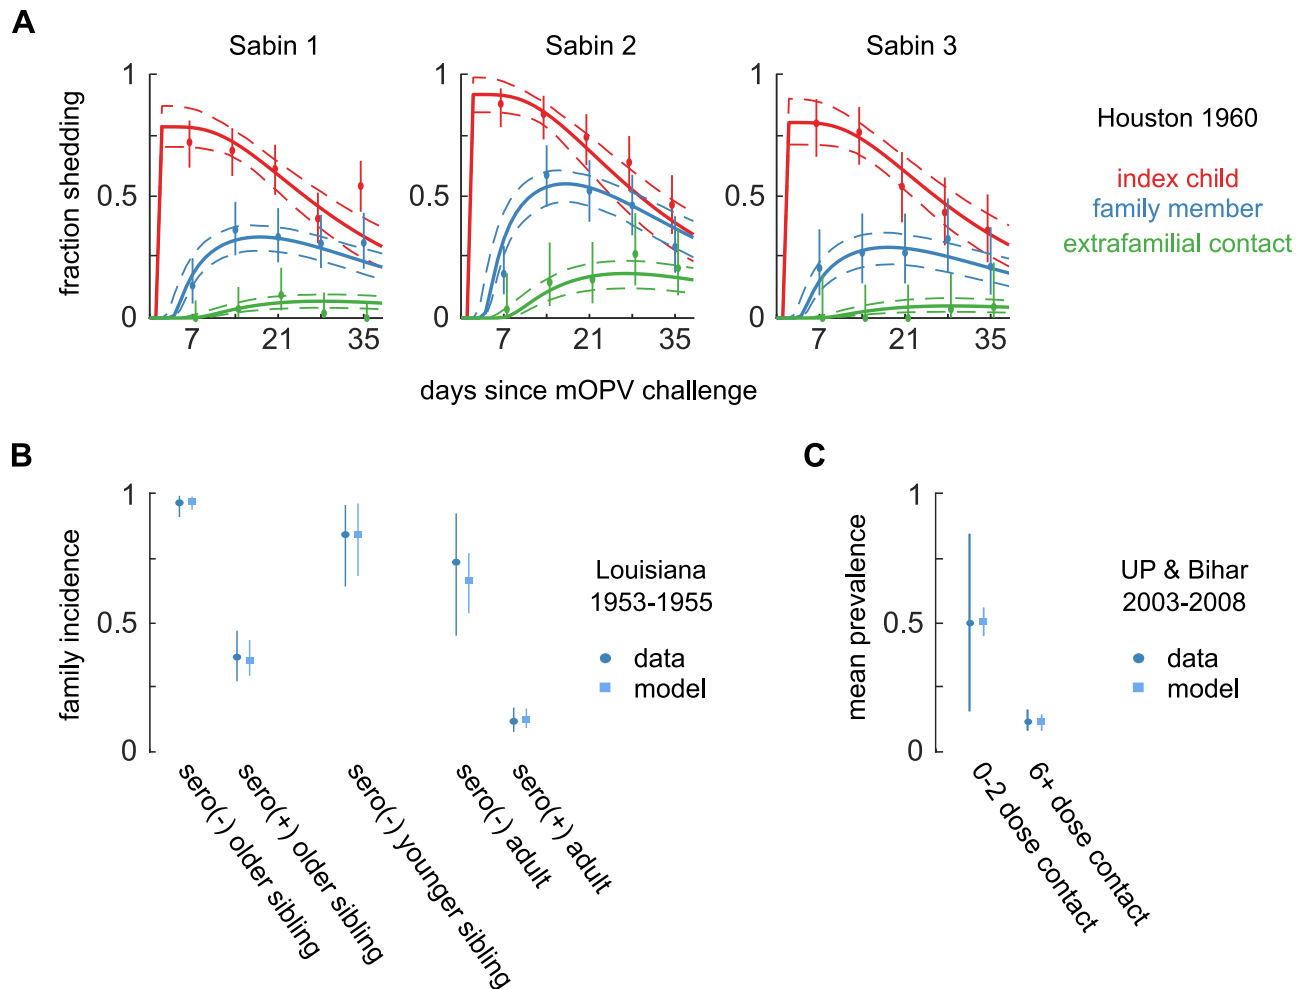 A
Sabin 1
Sabin 2
Sabin 3
fraction shedding
1
0.5
0
7
21
35
1
0.5
0
7
21
35
1
0.5
0
7
21
35
days since mOPV challenge
Houston 1960
index child
family member
extrafamilial contact
B
family incidence
1
0.5
0
sero(-) older sibling
sero(+) older sibling
sero(-) younger sibling
sero(-) adult
sero(+) adult
Louisiana
1953-1955
data
model
C
mean prevalence
1
0.5
0
0-2 dose contact
6+ dose contact
UP & Bihar
2003-2008
data
model